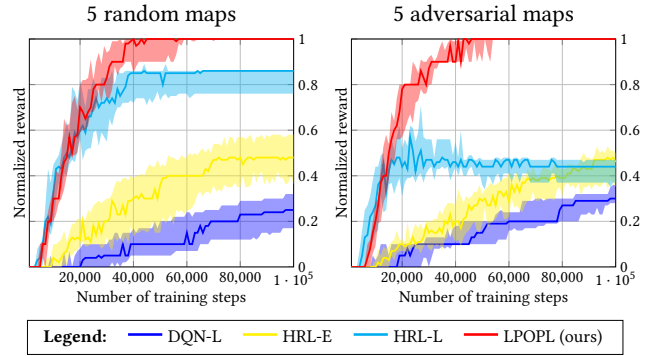 5 random maps
5 adversarial maps
Normalized reward
1
0.8
0.6
0.4
0.2
0
20,000 40,000 60,000 80,000 1 · 10^5
Number of training steps
Normalized reward
1
0.8
0.6
0.4
0.2
0
20,000 40,000 60,000 80,000 1 · 10^5
Number of training steps
Legend: DQN-L HRL-E HRL-L LPOPL (ours)